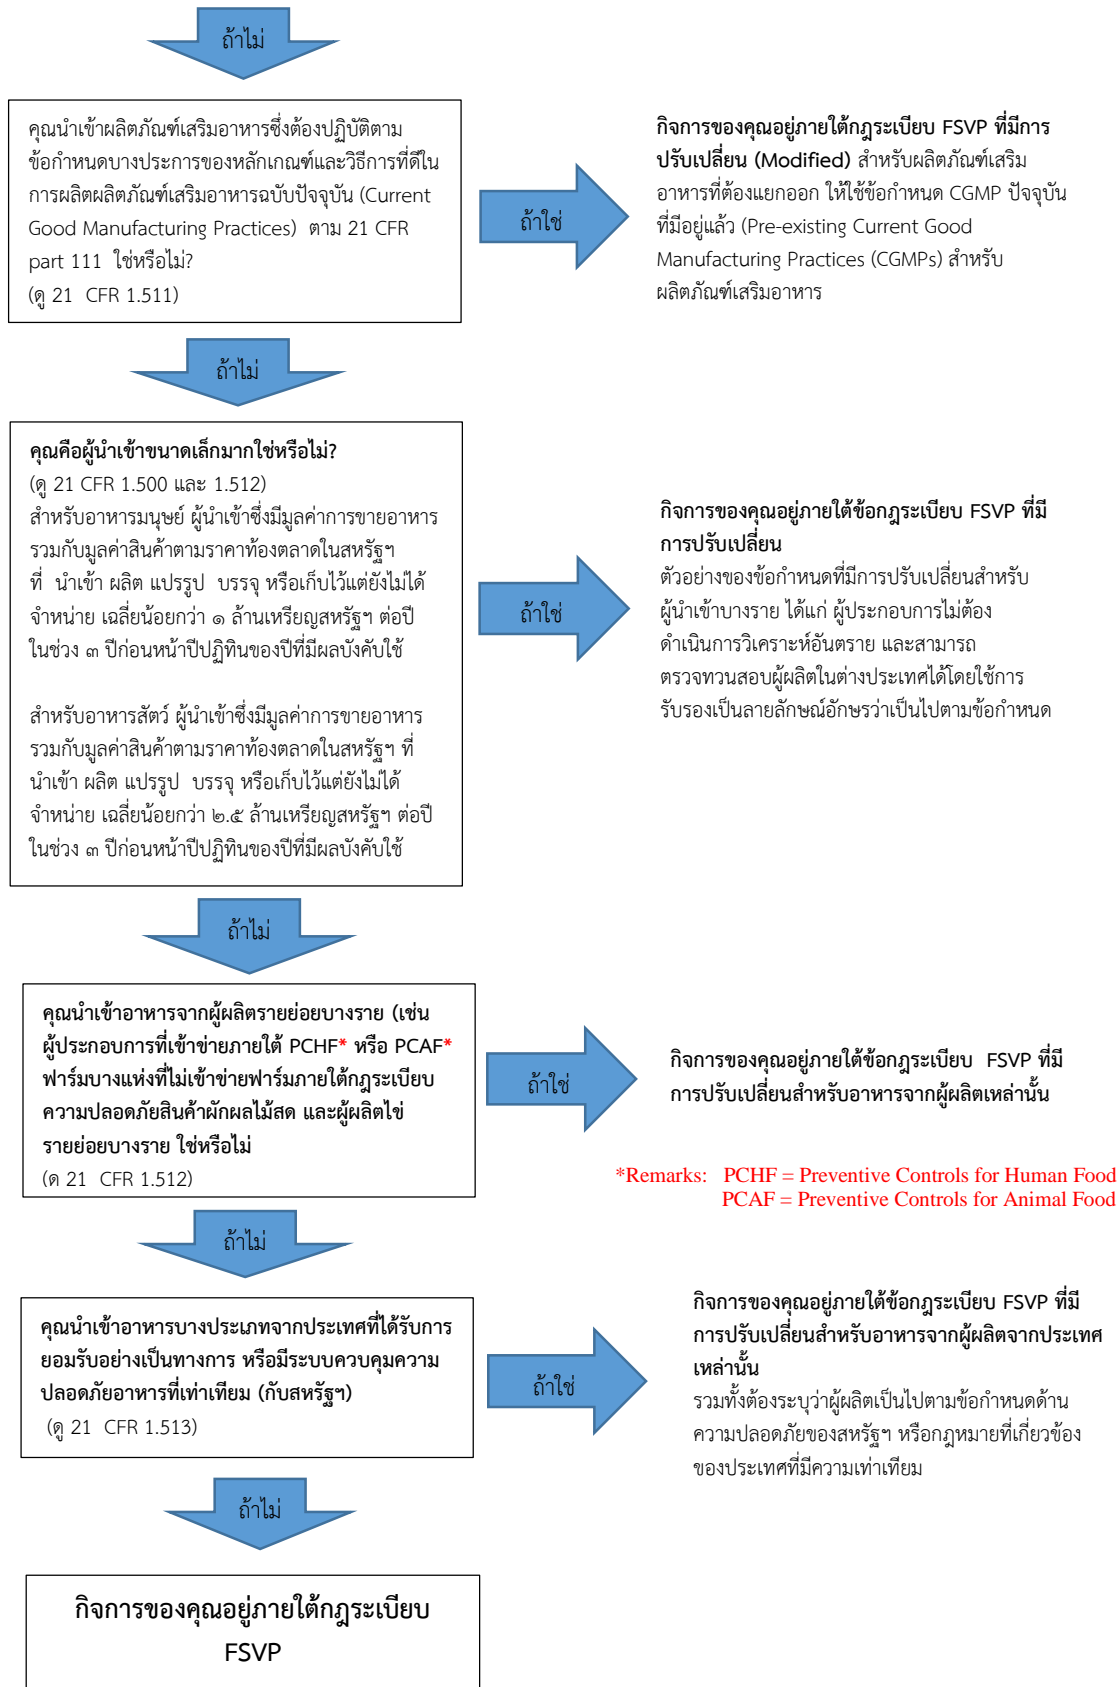 ถ้าไม่
คุณนำเข้าผลิตภัณฑ์เสริมอาหารซึ่งต้องปฏิบัติตาม
ข้อกำหนดบางประการของหลักเกณฑ์และวิธีการที่ดีใน
การผลิตผลิตภัณฑ์เสริมอาหารฉบับปัจจุบัน (Current
Good Manufacturing Practices) ตาม 21 CFR
part 111 ใช่หรือไม่?
(ดู 21 CFR 1.511)
ถ้าใช่
กิจการของคุณอยู่ภายใต้กฎระเบียบ FSVP ที่มีการ
ปรับเปลี่ยน (Modified) สำหรับผลิตภัณฑ์เสริม
อาหารที่ต้องแยกออก ให้ใช้ข้อกำหนด CGMP ปัจจุบัน
ที่มีอยู่แล้ว (Pre-existing Current Good
Manufacturing Practices (CGMPs) สำหรับ
ผลิตภัณฑ์เสริมอาหาร
ถ้าไม่
คุณคือผู้นำเข้าขนาดเล็กมากใช่หรือไม่?
(ดู 21 CFR 1.500 และ 1.512)
สำหรับอาหารมนุษย์ ผู้นำเข้าซึ่งมีมูลค่าการขายอาหาร
รวมกับมูลค่าสินค้าตามราคาท้องตลาดในสหรัฐฯ
ที่ นำเข้า ผลิต แปรรูป บรรจุ หรือเก็บไว้แต่ยังไม่ได้
จำหน่าย เฉลี่ยน้อยกว่า ๑ ล้านเหรียญสหรัฐฯ ต่อปี
ในช่วง ๓ ปีก่อนหน้าปีปฏิทินของปีที่มีผลบังคับใช้
สำหรับอาหารสัตว์ ผู้นำเข้าซึ่งมีมูลค่าการขายอาหาร
รวมกับมูลค่าสินค้าตามราคาท้องตลาดในสหรัฐฯ ที่
นำเข้า ผลิต แปรรูป บรรจุ หรือเก็บไว้แต่ยังไม่ได้
จำหน่าย เฉลี่ยน้อยกว่า ๒.๕ ล้านเหรียญสหรัฐฯ ต่อปี
ในช่วง ๓ ปีก่อนหน้าปีปฏิทินของปีที่มีผลบังคับใช้
ถ้าใช่
กิจการของคุณอยู่ภายใต้ข้อกฎระเบียบ FSVP ที่มี
การปรับเปลี่ยน
ตัวอย่างของข้อกำหนดที่มีการปรับเปลี่ยนสำหรับ
ผู้นำเข้าบางราย ได้แก่ ผู้ประกอบการไม่ต้อง
ดำเนินการวิเคราะห์อันตราย และสามารถ
ตรวจทวนสอบผู้ผลิตในต่างประเทศได้โดยใช้การ
รับรองเป็นลายลักษณ์อักษรว่าเป็นไปตามข้อกำหนด
ถ้าไม่
คุณนำเข้าอาหารจากผู้ผลิตรายย่อยบางราย (เช่น
ผู้ประกอบการที่เข้าข่ายภายใต้ PCHF* หรือ PCAF*
ฟาร์มบางแห่งที่ไม่เข้าข่ายฟาร์มภายใต้กฎระเบียบ
ความปลอดภัยสินค้าผักผลไม้สด และผู้ผลิตไข่
รายย่อยบางราย ใช่หรือไม่
(ด 21 CFR 1.512)
ถ้าใช่
กิจการของคุณอยู่ภายใต้ข้อกฎระเบียบ FSVP ที่มี
การปรับเปลี่ยนสำหรับอาหารจากผู้ผลิตเหล่านั้น
*Remarks: PCHF = Preventive Controls for Human Food
PCAF = Preventive Controls for Animal Food
ถ้าไม่
คุณนำเข้าอาหารบางประเภทจากประเทศที่ได้รับการ
ยอมรับอย่างเป็นทางการ หรือมีระบบควบคุมความ
ปลอดภัยอาหารที่เท่าเทียม (กับสหรัฐฯ)
(ดู 21 CFR 1.513)
ถ้าใช่
กิจการของคุณอยู่ภายใต้ข้อกฎระเบียบ FSVP ที่มี
การปรับเปลี่ยนสำหรับอาหารจากผู้ผลิตจากประเทศ
เหล่านั้น
รวมทั้งต้องระบุว่าผู้ผลิตเป็นไปตามข้อกำหนดด้าน
ความปลอดภัยของสหรัฐฯ หรือกฎหมายที่เกี่ยวข้อง
ของประเทศที่มีความเท่าเทียม
ถ้าไม่
กิจการของคุณอยู่ภายใต้กฎระเบียบ
FSVP